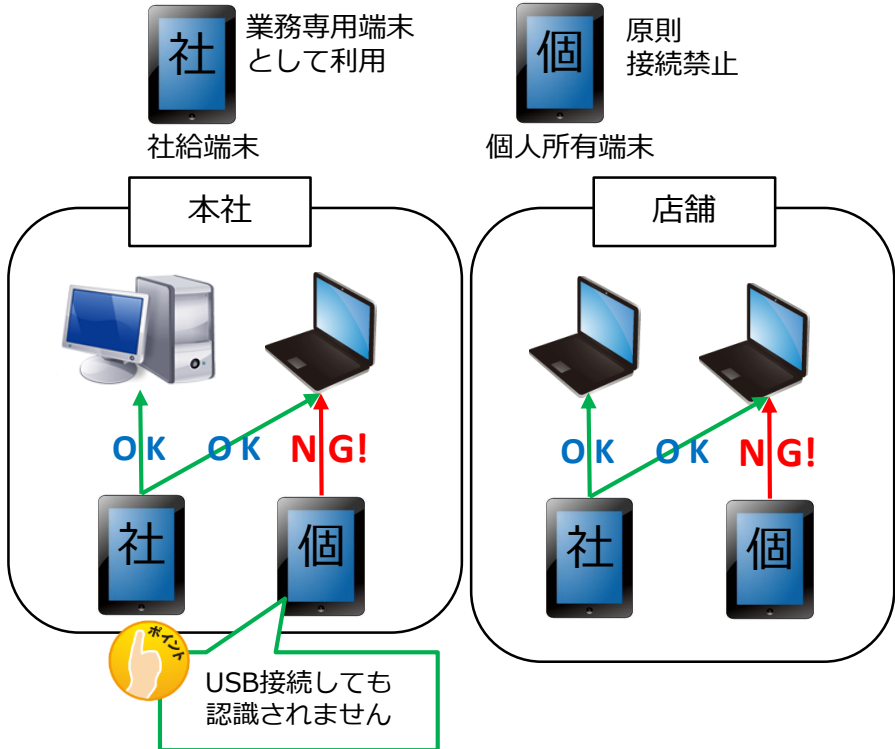 社
業務専用端末
として利用
社給端末
個
原則
接続禁止
個人所有端末
本社
OK
OK
NG!
社
個
ポイント
USB接続しても
認識されません
店舗
OK
OK
NG!
社
個